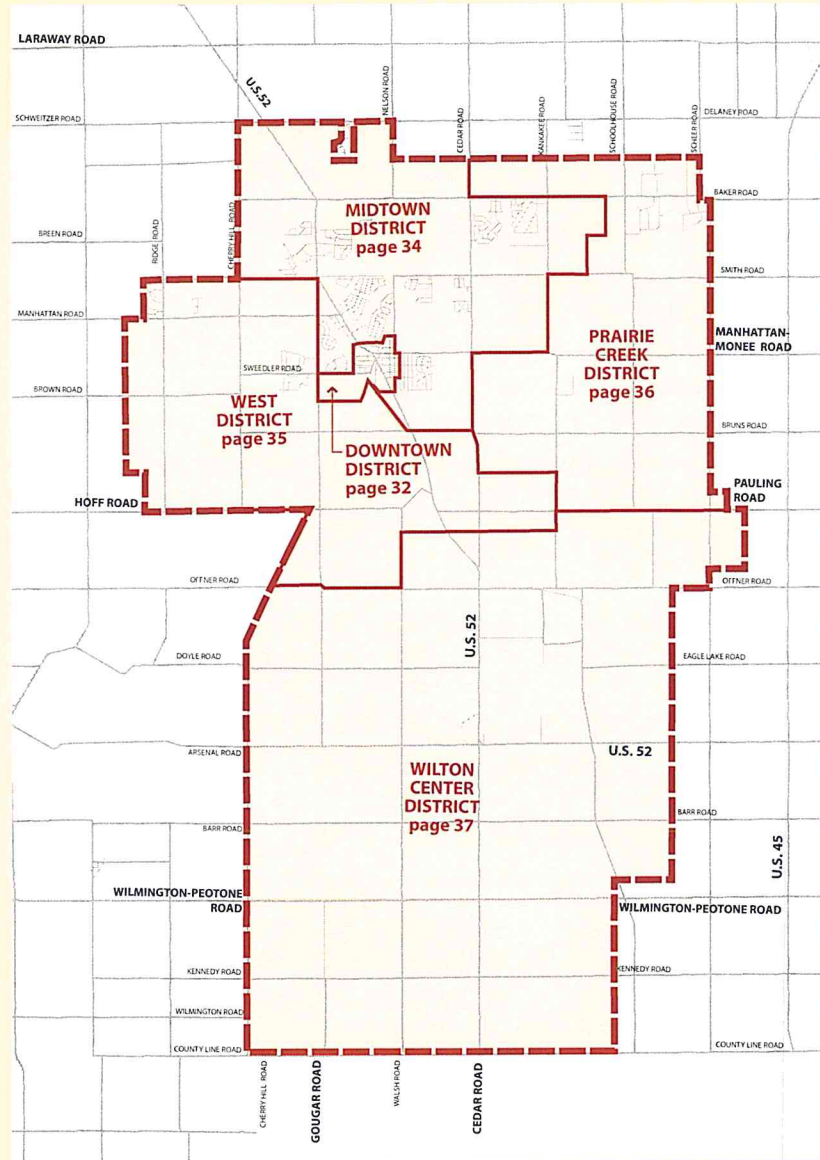 LARAWAY ROAD
U.S.52
SCHWEITZER ROAD
NELSON ROAD
CEDAR ROAD
KANKAKEE ROAD
SCHOOLHOUSE ROAD
SCHEER ROAD
DELANEY ROAD
BAKER ROAD
MIDTOWN
DISTRICT
page 34
BREEN ROAD
RIDGE ROAD
CHERRY HILL ROAD
SMITH ROAD
MANHATTAN ROAD
MANHATTAN-
MONEE ROAD
PRAIRIE
CREEK
DISTRICT
page 36
SWEEDLER ROAD
BROWN ROAD
WEST
DISTRICT
page 35
BRUNS ROAD
DOWNTOWN
DISTRICT
page 32
PAULING
ROAD
HOFF ROAD
OFFNER ROAD
OFFNER ROAD
U.S. 52
DOYLE ROAD
EAGLE LAKE ROAD
ARSENAL ROAD
U.S. 52
WILTON
CENTER
DISTRICT
page 37
BARR ROAD
BARR ROAD
U.S. 45
WILMINGTON-PEOTONE
ROAD
WILMINGTON-PEOTONE ROAD
KENNEDY ROAD
KENNEDY ROAD
WILMINGTON ROAD
COUNTY LINE ROAD
COUNTY LINE ROAD
CHERRY HILL ROAD
GOUGAR ROAD
WALSH ROAD
CEDAR ROAD